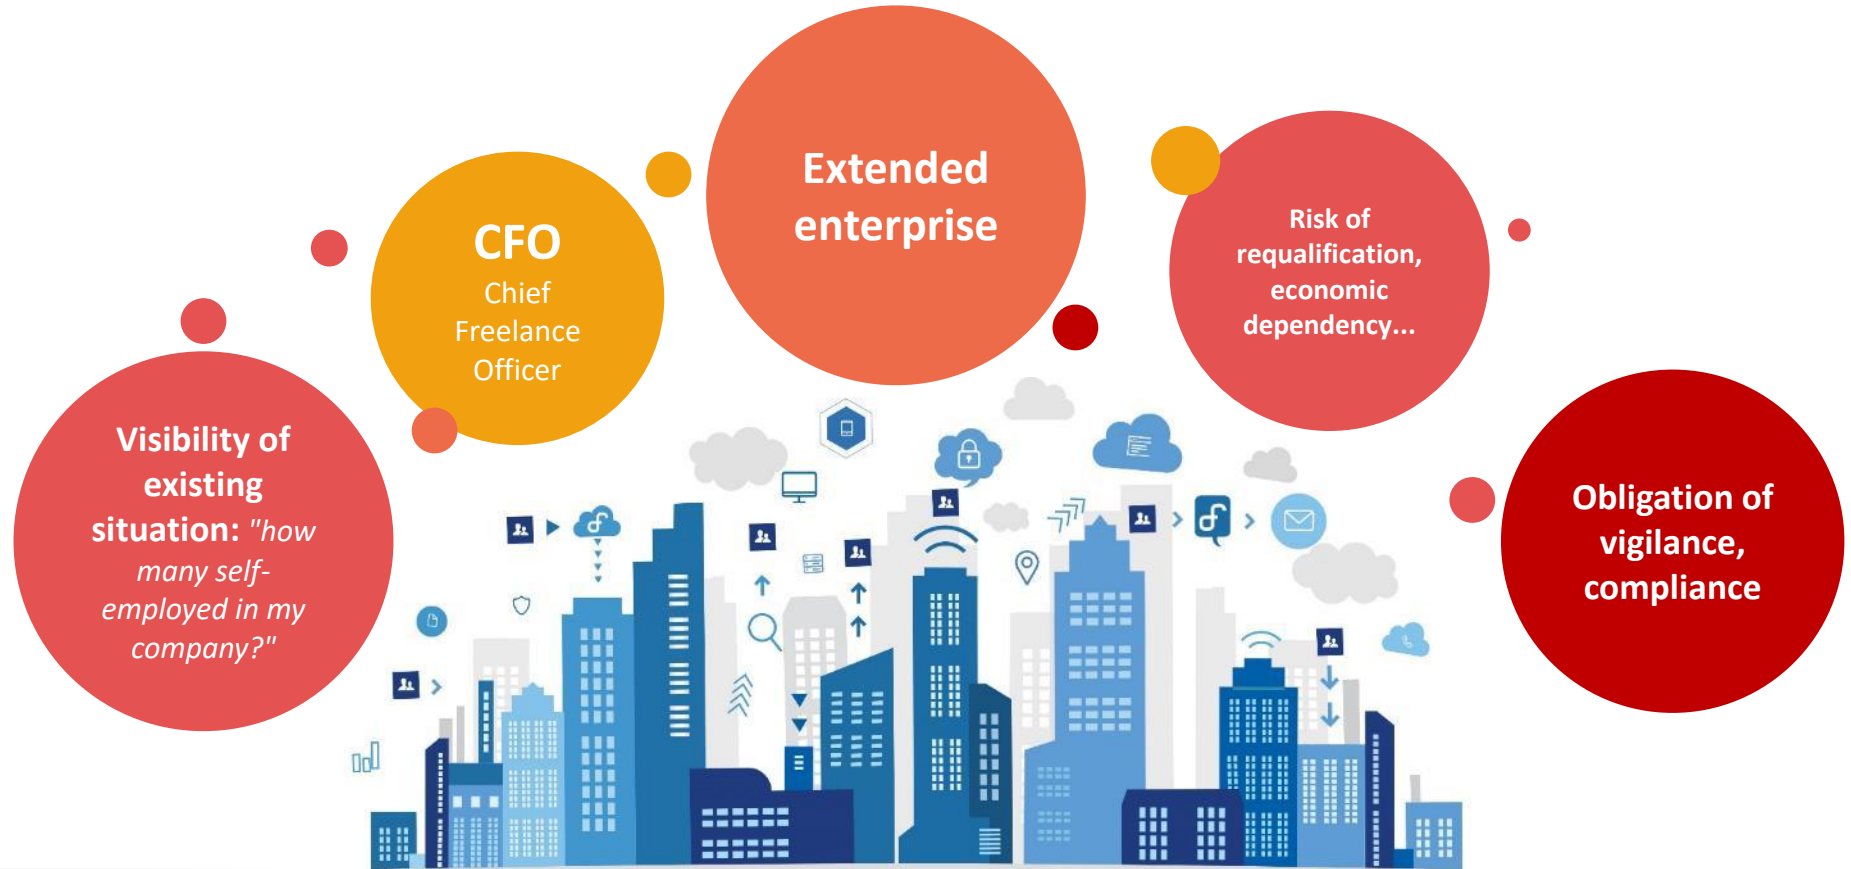 Visibility of
existing
situation: "how
many self-
employed in my
company?"
CFO
Chief
Freelance
Officer
Extended
enterprise
Risk of
requalification,
economic
dependency...
Obligation of
vigilance,
compliance